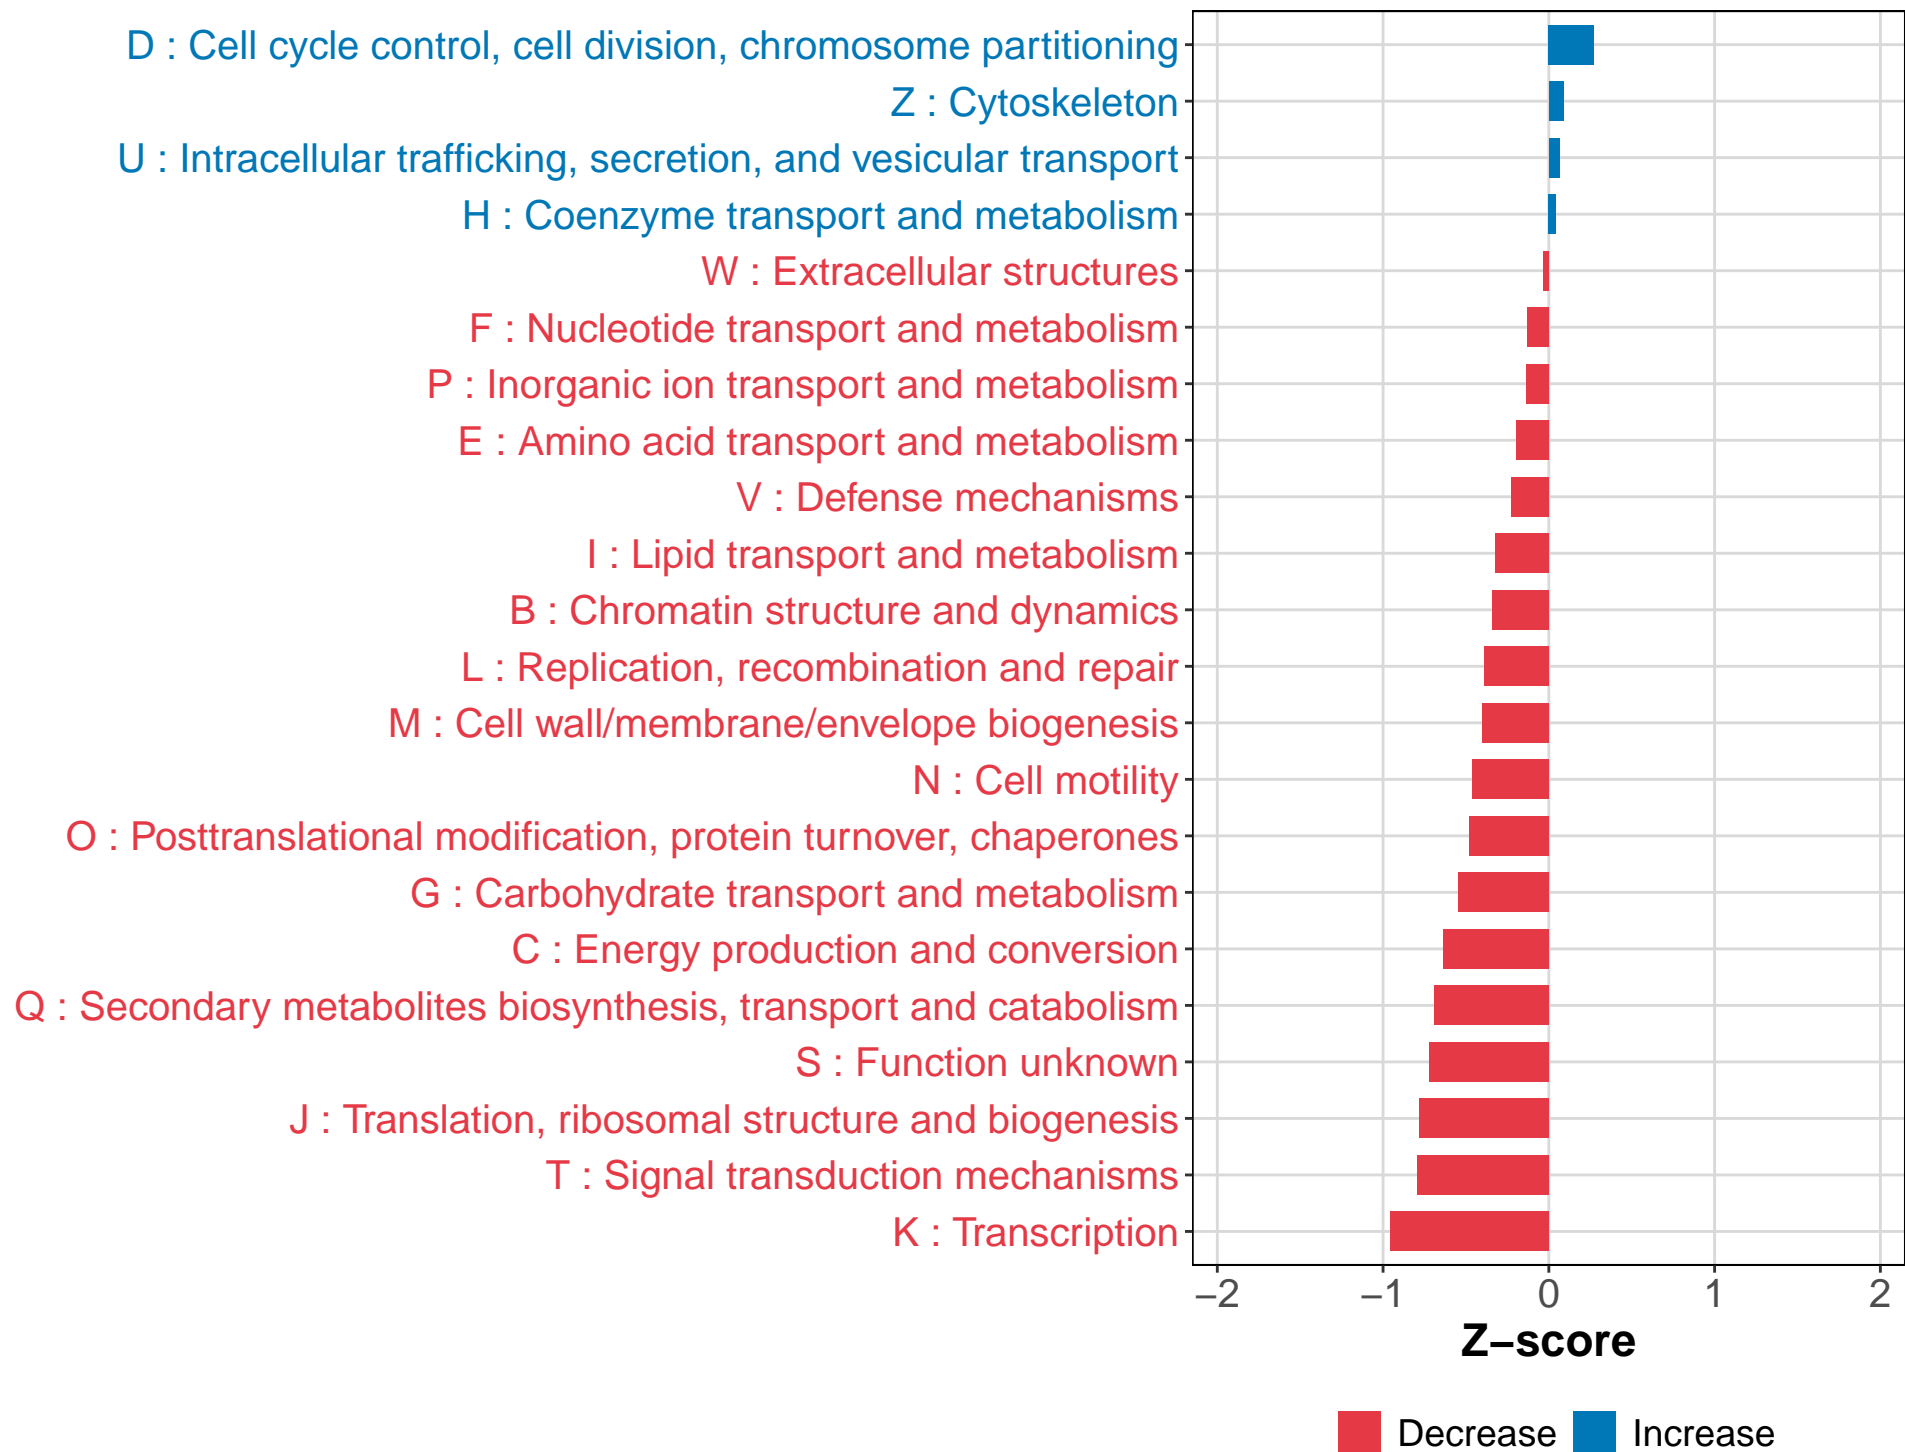 D : Cell cycle control, cell division, chromosome partitioning
Z : Cytoskeleton
U : Intracellular trafficking, secretion, and vesicular transport
H : Coenzyme transport and metabolism
W : Extracellular structures
F : Nucleotide transport and metabolism
P : Inorganic ion transport and metabolism
E : Amino acid transport and metabolism
V : Defense mechanisms
I : Lipid transport and metabolism
B : Chromatin structure and dynamics
L : Replication, recombination and repair
M : Cell wall/membrane/envelope biogenesis
N : Cell motility
O : Posttranslational modification, protein turnover, chaperones
G : Carbohydrate transport and metabolism
C : Energy production and conversion
Q : Secondary metabolites biosynthesis, transport and catabolism
S : Function unknown
J : Translation, ribosomal structure and biogenesis
T : Signal transduction mechanisms
K : Transcription
−2 −1 0 1 2
Z−score
Decrease Increase